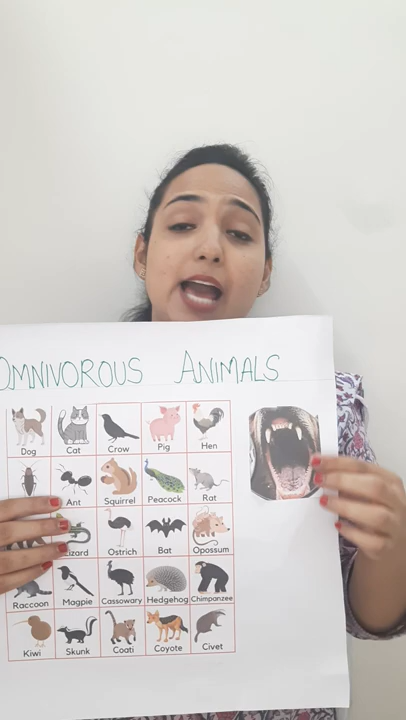 OMNIVOROUS ANIMALS
Dog Cat Crow Pig Hen
Ant Squirrel Peacock Rat
Lizard Ostrich Bat Opossum
Raccoon Magpie Cassowary Hedgehog Chimpanzee
Kiwi Skunk Coati Coyote Civet